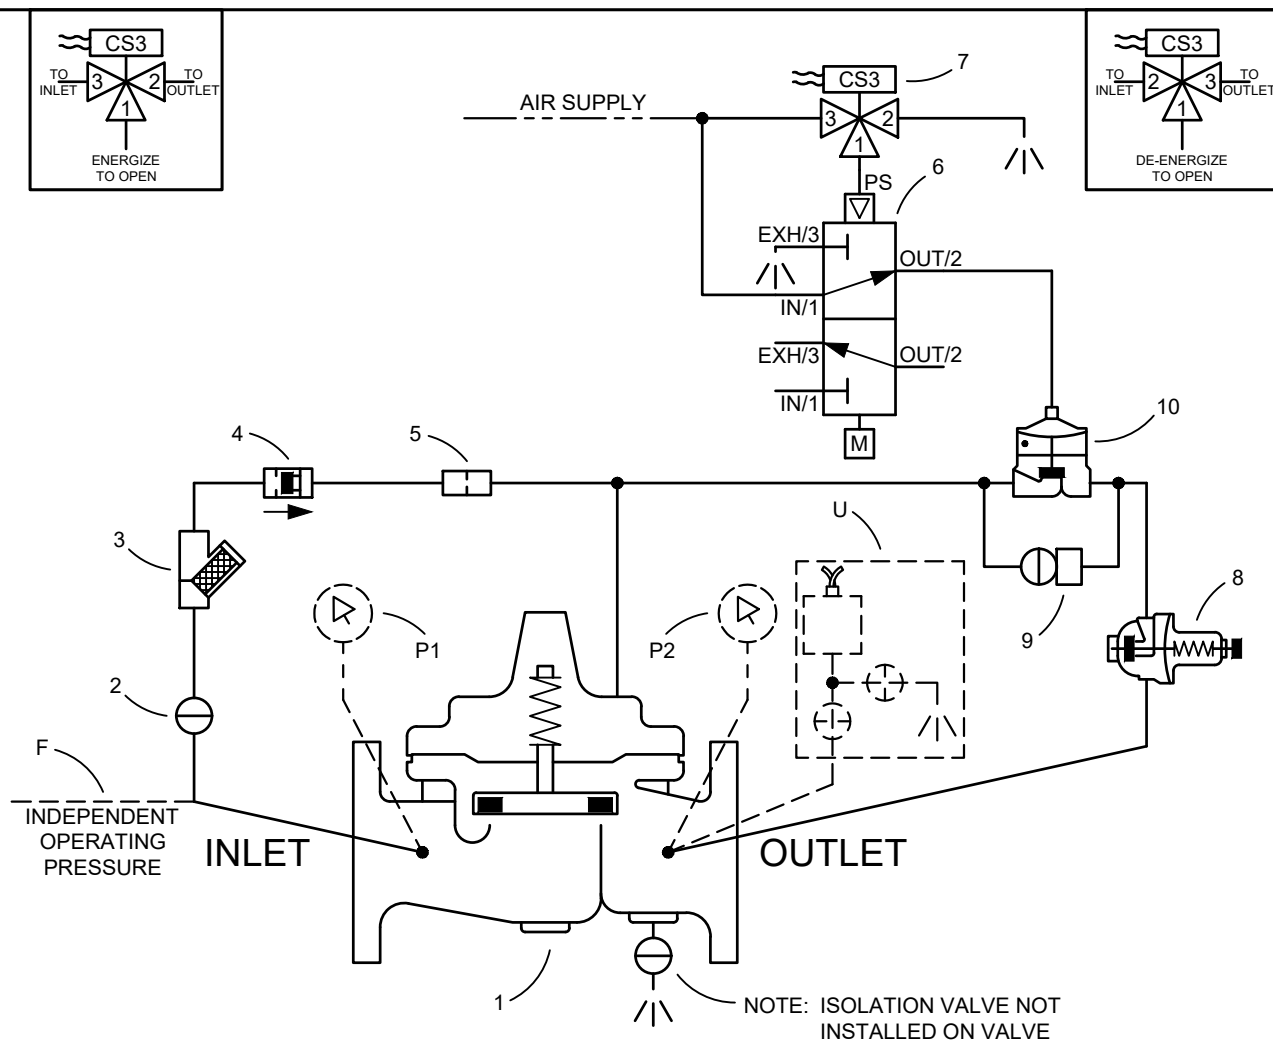 CS3
TO
INLET
3
2
TO
OUTLET
1
ENERGIZE
TO OPEN
AIR SUPPLY
CS3
7
3
2
1
CS3
TO
INLET
2
3
TO
OUTLET
1
DE-ENERGIZE
TO OPEN
PS
6
EXH/3
OUT/2
IN/1
EXH/3
OUT/2
IN/1
M
10
4
5
U
3
P1
P2
9
8
2
F
INDEPENDENT
OPERATING
PRESSURE
INLET
OUTLET
1
NOTE: ISOLATION VALVE NOT
INSTALLED ON VALVE